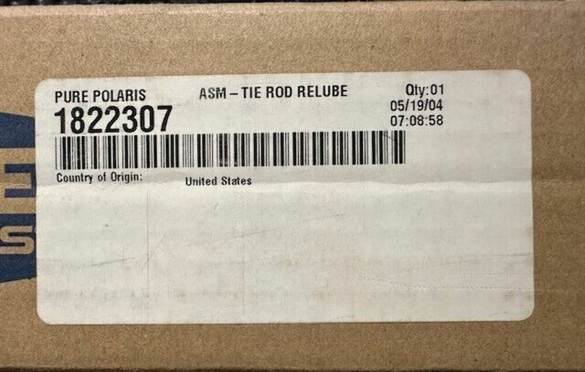 PURE POLARIS ASM-TIE ROD RELUBE Qty:01
1822307 05/19/04
07:08:58
Country of Origin: United States
E
S